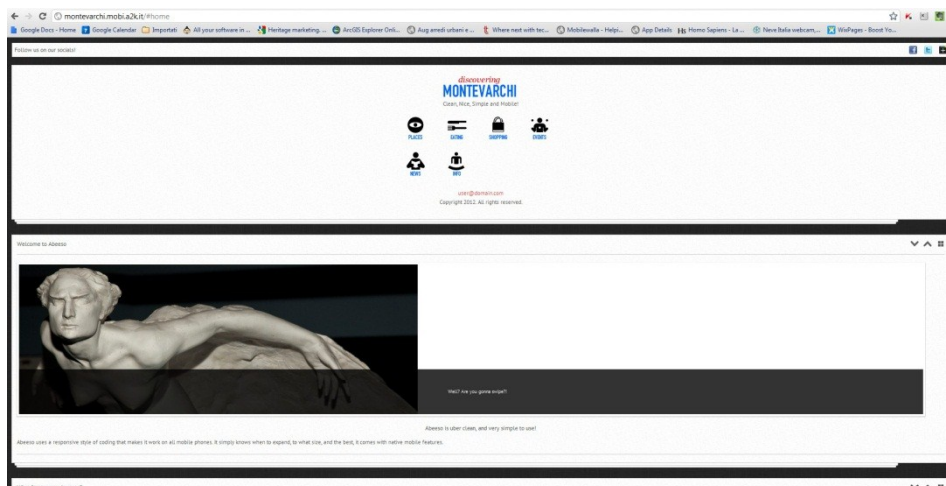 montevarchi.mobi.a2k.it/#home
Google Docs - Home Google Calendar Importati All your software in ... Heritage marketing. ... ArcGIS Explorer Onli... Aug arredi urbani e ... Where next with tec... Mobilewalla - Helpi... App Details Homo Sapiens - La ... Neve Italia webcam,... WixPages - Boost Yo...
Follow us on our socials!
discovering
MONTEVARCHI
Clean, Nice, Simple and Mobile!
PLACES EATING SHOPPING EVENTS
NEWS INFO
user@domain.com
Copyright 2012. All rights reserved.
Welcome to Abeeso
Well? Are you gonna swipe?!
Abeeso is uber clean, and very simple to use!
Abeeso uses a responsive style of coding that makes it work on all mobile phones. It simply knows when to expand, to what size, and the best, it comes with native mobile features.